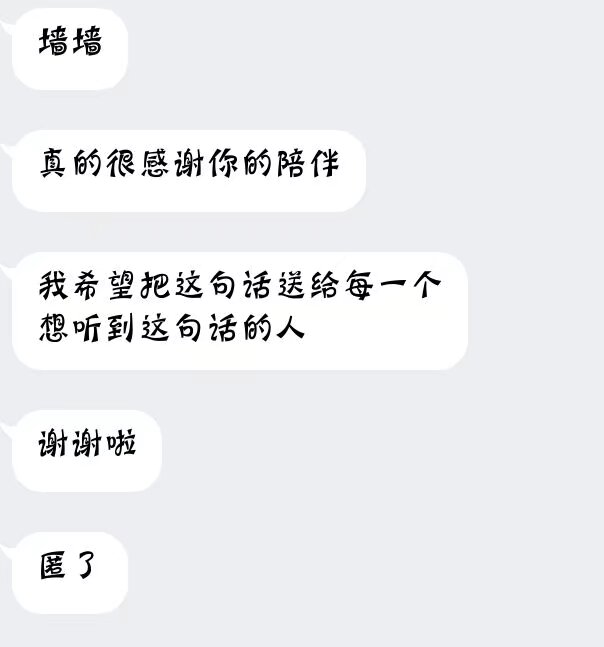 墙墙
真的很感谢你的陪伴
我希望把这句话送给每一个
想听到这句话的人
谢谢啦
匿了